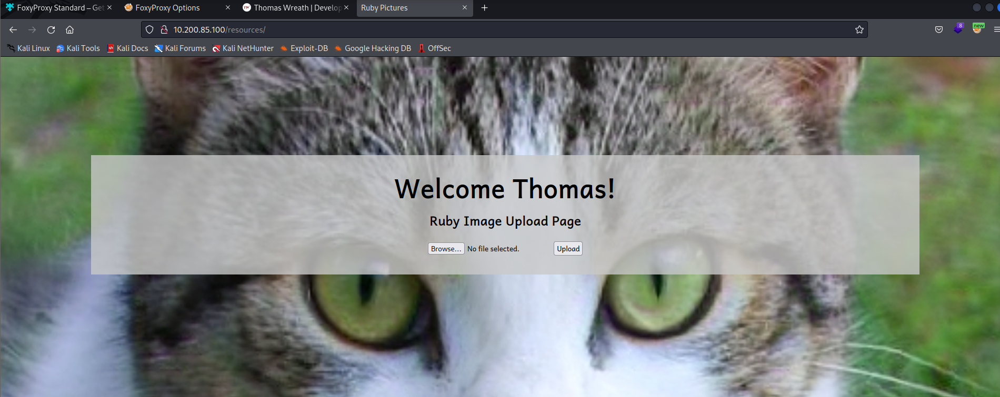 FoxyProxy Standard – Get
FoxyProxy Options
Thomas Wreath | Develop
Ruby Pictures
10.200.85.100/resources/
8
new
Kali Linux
Kali Tools
Kali Docs
Kali Forums
Kali NetHunter
Exploit-DB
Google Hacking DB
OffSec
Welcome Thomas!
Ruby Image Upload Page
Browse... No file selected. Upload